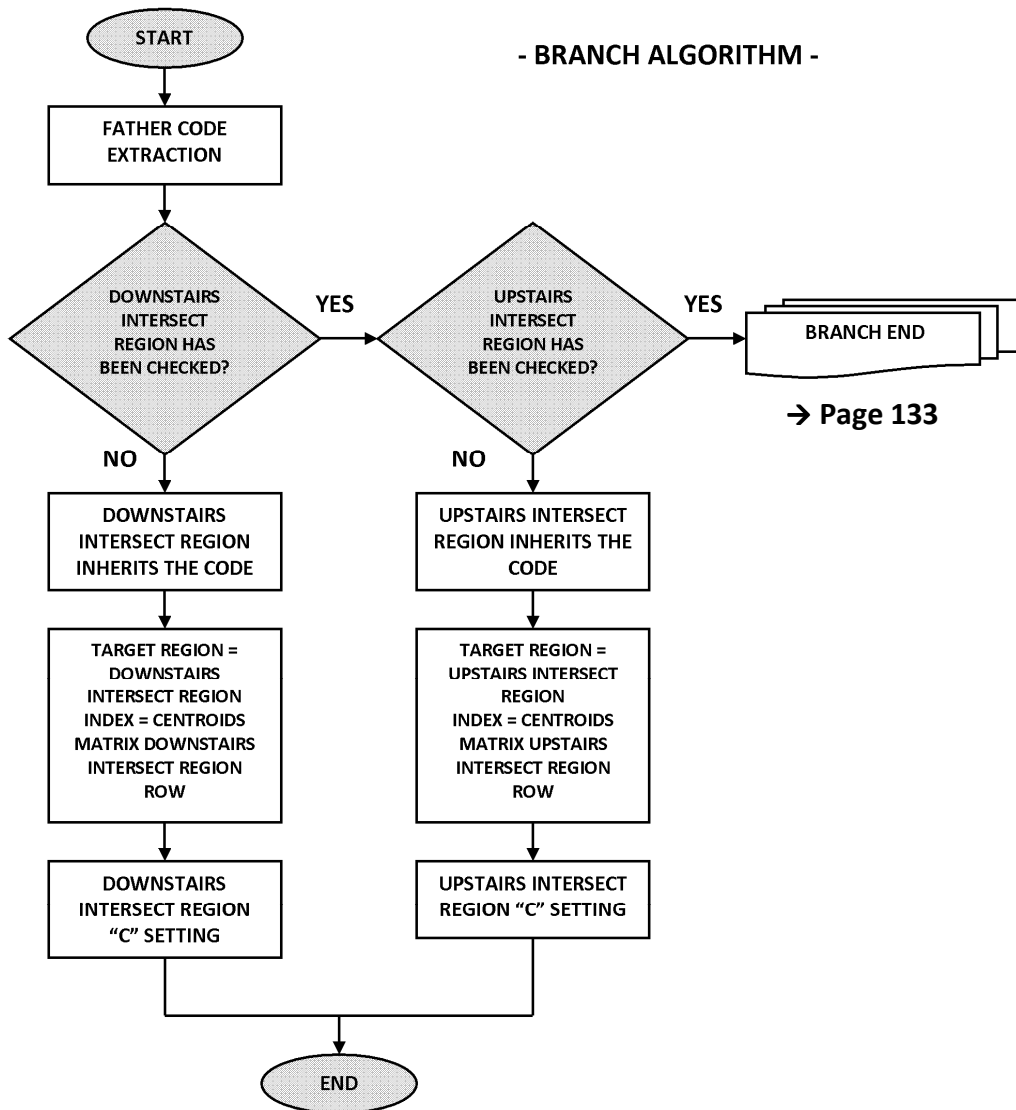 START
- BRANCH ALGORITHM -
FATHER CODE
EXTRACTION
DOWNSTAIRS
INTERSECT
REGION HAS
BEEN CHECKED?
YES
UPSTAIRS
INTERSECT
REGION HAS
BEEN CHECKED?
YES
BRANCH END
→ Page 133
NO
NO
DOWNSTAIRS
INTERSECT REGION
INHERITS THE CODE
UPSTAIRS INTERSECT
REGION INHERITS THE
CODE
TARGET REGION =
DOWNSTAIRS
INTERSECT REGION
INDEX = CENTROIDS
MATRIX DOWNSTAIRS
INTERSECT REGION
ROW
TARGET REGION =
UPSTAIRS INTERSECT
REGION
INDEX = CENTROIDS
MATRIX UPSTAIRS
INTERSECT REGION
ROW
DOWNSTAIRS
INTERSECT REGION
“C” SETTING
UPSTAIRS INTERSECT
REGION “C” SETTING
END